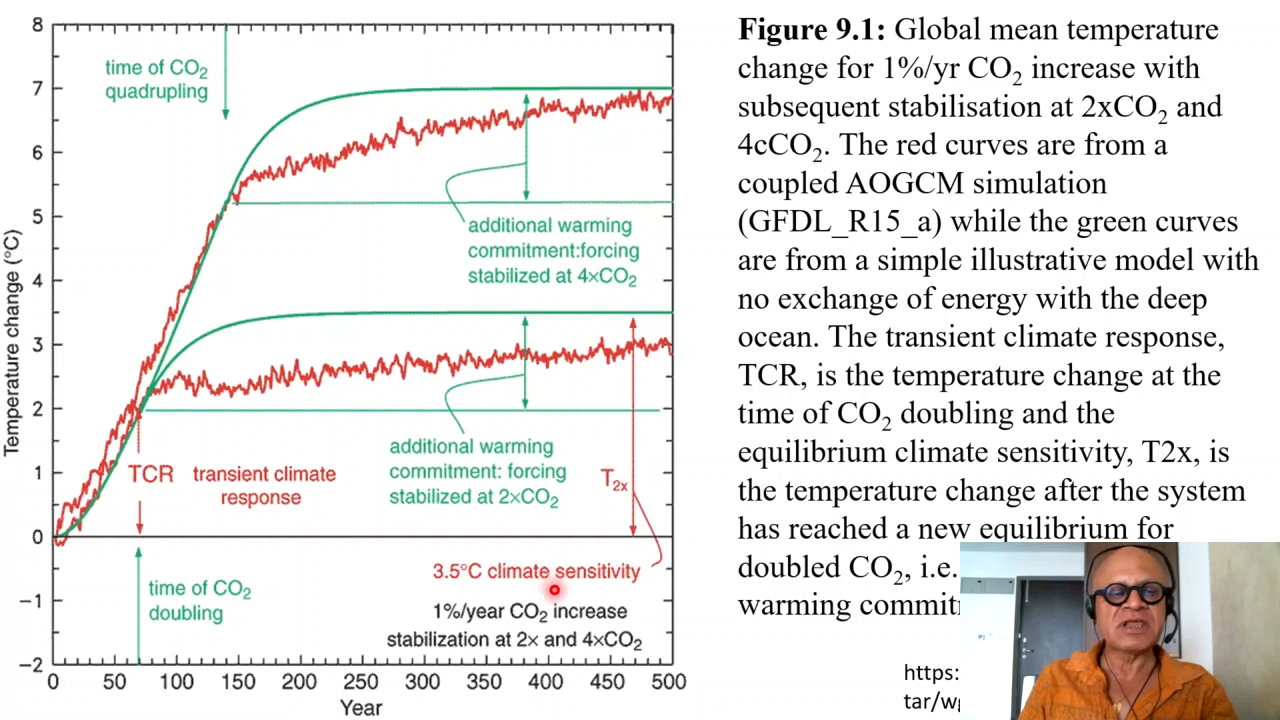 8
7
6
5
4
3
2
1
0
−1
−2
Temperature change (°C)
time of CO₂
quadrupling
additional warming
commitment:forcing
stabilized at 4×CO₂
additional warming
commitment: forcing
stabilized at 2×CO₂
TCR transient climate
response
T₂ₓ
time of CO₂
doubling
3.5°C climate sensitivity
1%/year CO₂ increase
stabilization at 2× and 4×CO₂
0 50 100 150 200 250 300 350 400 450 500
Year
Figure 9.1: Global mean temperature
change for 1%/yr CO₂ increase with
subsequent stabilisation at 2xCO₂ and
4cCO₂. The red curves are from a
coupled AOGCM simulation
(GFDL_R15_a) while the green curves
are from a simple illustrative model with
no exchange of energy with the deep
ocean. The transient climate response,
TCR, is the temperature change at the
time of CO₂ doubling and the
equilibrium climate sensitivity, T2x, is
the temperature change after the system
has reached a new equilibrium for
doubled CO₂, i.e.
warming
https: